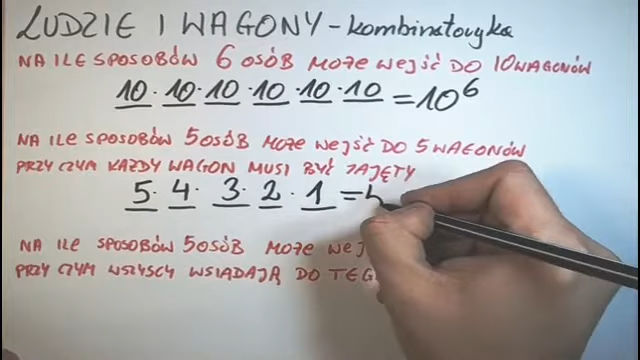 LUDZIE I WAGONY - kombinatoryka
NA ILE SPOSOBÓW 6 OSÓB MOŻE WEJŚĆ DO 10 WAGONÓW
10 · 10 · 10 · 10 · 10 · 10 = 10⁶
NA ILE SPOSOBÓW 5 OSÓB MOŻE WEJŚĆ DO 5 WAGONÓW
PRZY CZYM KAŻDY WAGON MUSI BYĆ ZAJĘTY
5 · 4 · 3 · 2 · 1 =
NA ILE SPOSOBÓW 5 OSÓB MOŻE WEJ
PRZY CZYM WSZYSCY WSIADAJĄ DO TEG